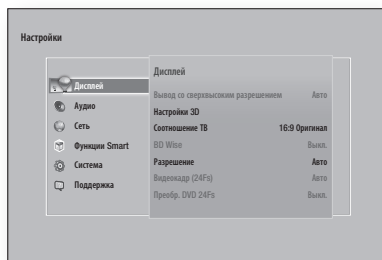 Настройки
Дисплей
Аудио
Сеть
Функции Smart
Система
Поддержка
Дисплей
Вывод со сверхвысоким разрешением Авто
Настройки 3D
Соотношение ТВ 16:9 Оригинал
BD Wise Выкл.
Разрешение Авто
Видеокадр (24Fs) Авто
Преобр. DVD 24Fs Выкл.